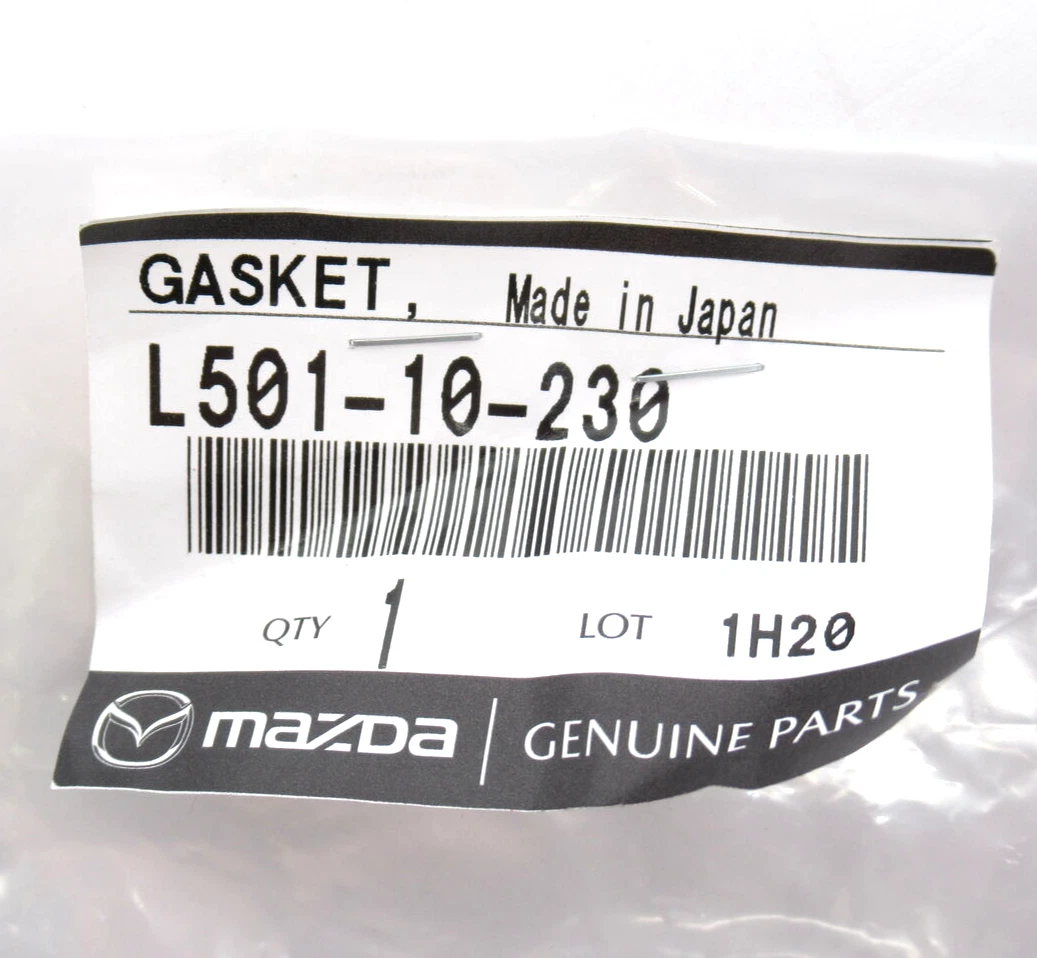 GASKET, Made in Japan
L501-10-230
QTY 1 LOT 1H20
mazda | GENUINE PARTS